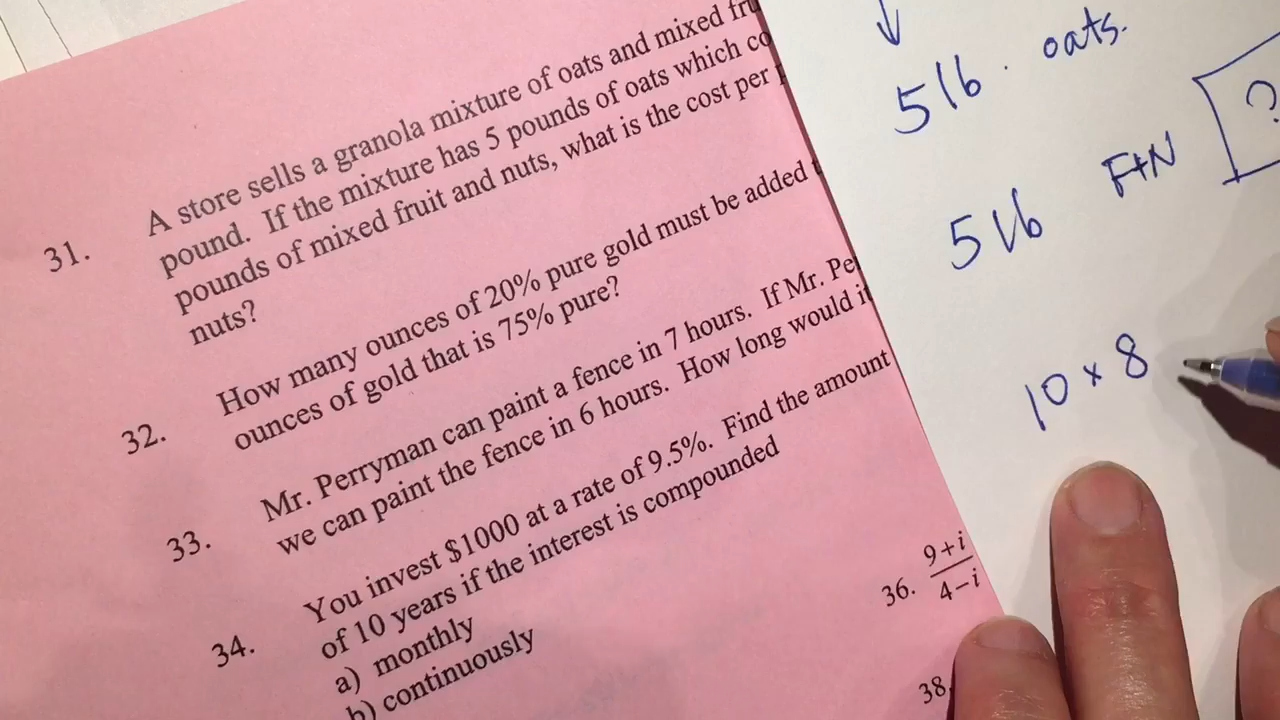 31. A store sells a granola mixture of oats and mixed
pound. If the mixture has 5 pounds of oats which
pounds of mixed fruit and nuts, what is the cost per
nuts?
32. How many ounces of 20% pure gold must be added
ounces of gold that is 75% pure?
33. Mr. Perryman can paint a fence in 7 hours. If Mr.
we can paint the fence in 6 hours. How long would
34. You invest $1000 at a rate of 9.5%. Find the amount
of 10 years if the interest is compounded
a) monthly
b) continuously
36. 9+i
4−i
38.
5 lb. oats.
5 lb F+N ?
10 × 8